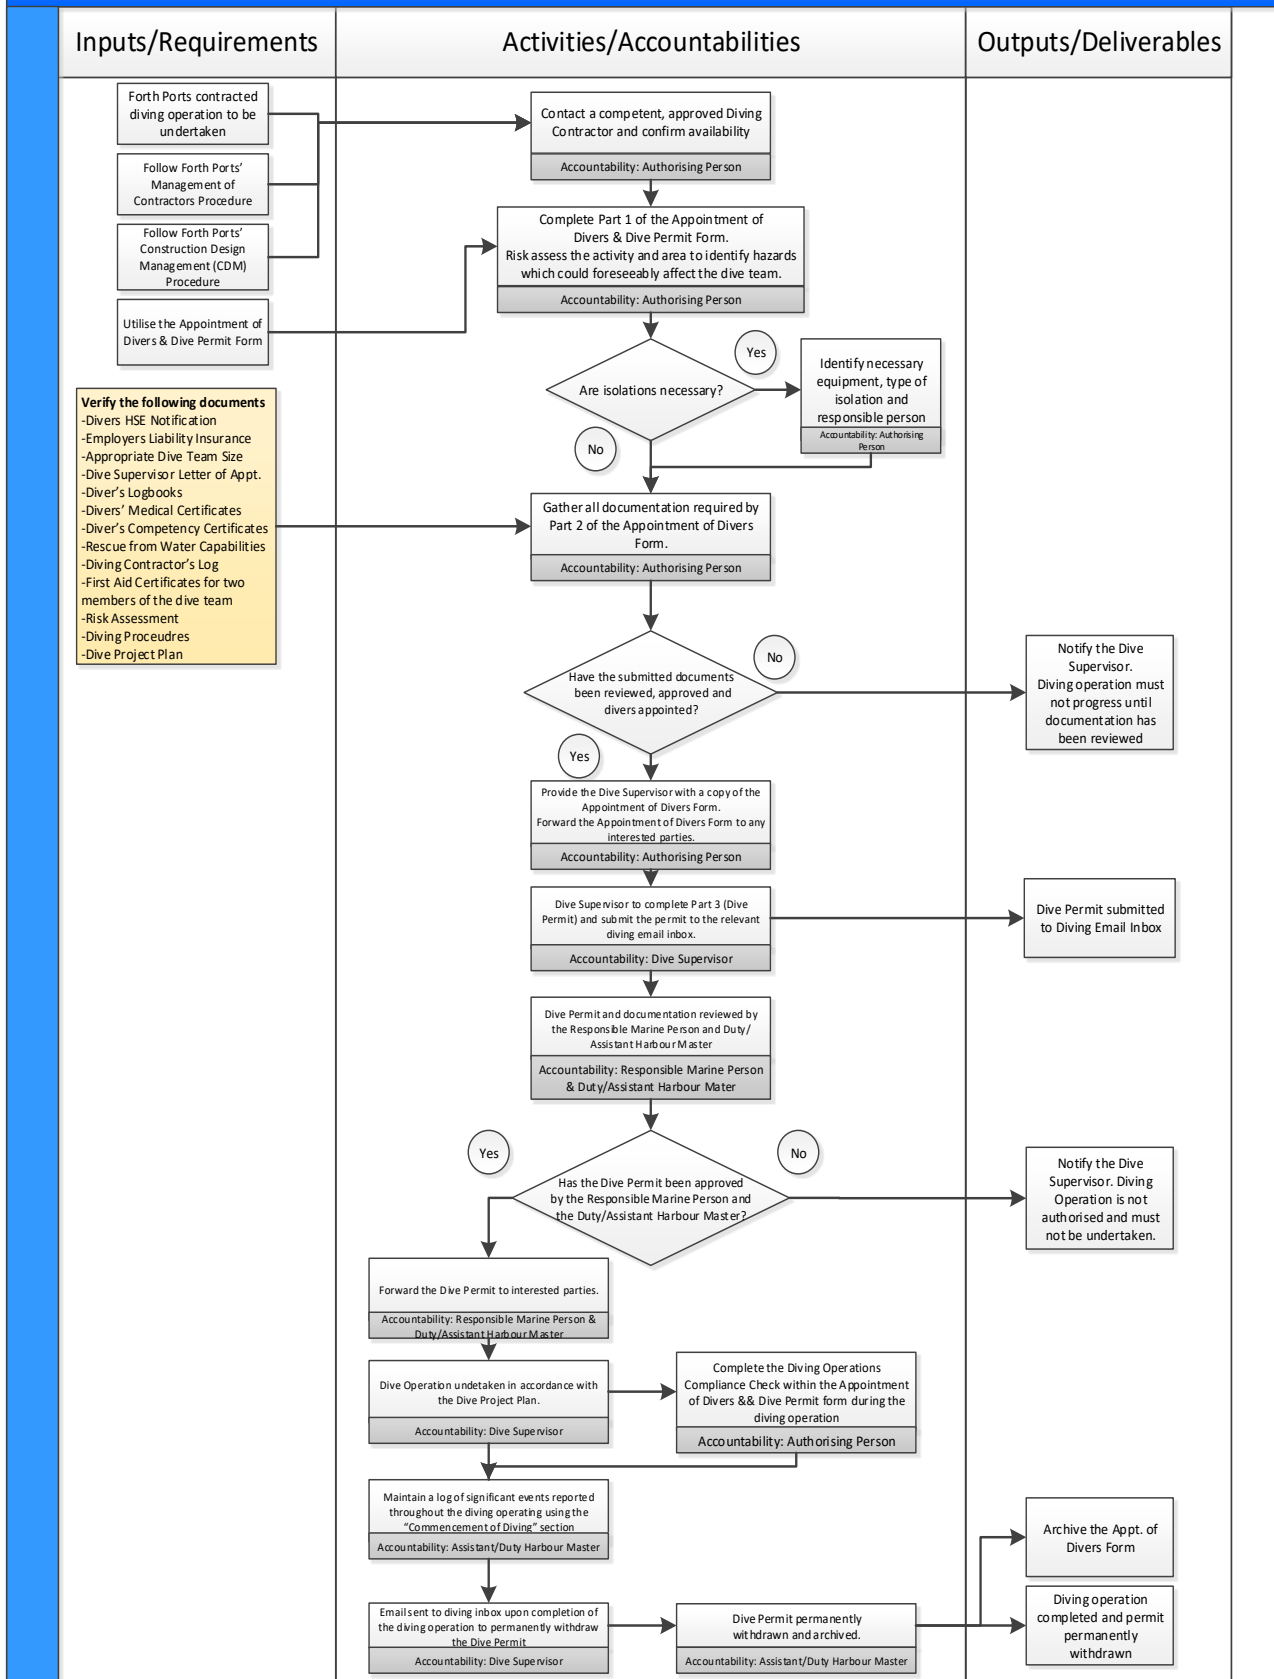 Inputs/Requirements
Activities/Accountabilities
Outputs/Deliverables
Forth Ports contracted
diving operation to be
undertaken
Follow Forth Ports’
Management of
Contractors Procedure
Follow Forth Ports’
Construction Design
Management (CDM)
Procedure
Utilise the Appointment of
Divers & Dive Permit Form
Verify the following documents
-Divers HSE Notification
-Employers Liability Insurance
-Appropriate Dive Team Size
-Dive Supervisor Letter of Appt.
-Diver’s Logbooks
-Divers’ Medical Certificates
-Diver’s Competency Certificates
-Rescue from Water Capabilities
-Diving Contractor’s Log
-First Aid Certificates for two
members of the dive team
-Risk Assessment
-Diving Proceudres
-Dive Project Plan
Contact a competent, approved Diving
Contractor and confirm availability
Accountability: Authorising Person
Complete Part 1 of the Appointment of
Divers & Dive Permit Form.
Risk assess the activity and area to identify hazards
which could foreseeably affect the dive team.
Accountability: Authorising Person
Are isolations necessary?
Yes
Identify necessary
equipment, type of
isolation and
responsible person
Accountability: Authorising
Person
No
Gather all documentation required by
Part 2 of the Appointment of Divers
Form.
Accountability: Authorising Person
Have the submitted documents
been reviewed, approved and
divers appointed?
No
Notify the Dive
Supervisor.
Diving operation must
not progress until
documentation has
been reviewed
Yes
Provide the Dive Supervisor with a copy of the
Appointment of Divers Form.
Forward the Appointment of Divers Form to any
interested parties.
Accountability: Authorising Person
Dive Supervisor to complete Part 3 (Dive
Permit) and submit the permit to the relevant
diving email inbox.
Accountability: Dive Supervisor
Dive Permit submitted
to Diving Email Inbox
Dive Permit and documentation reviewed by
the Responsible Marine Person and Duty/
Assistant Harbour Master
Accountability: Responsible Marine Person
& Duty/Assistant Harbour Mater
Yes
No
Has the Dive Permit been approved
by the Responsible Marine Person and
the Duty/Assistant Harbour Master?
Notify the Dive
Supervisor. Diving
Operation is not
authorised and must
not be undertaken.
Forward the Dive Permit to interested parties.
Accountability: Responsible Marine Person &
Duty/Assistant Harbour Master
Dive Operation undetaken in accordance with
the Dive Project Plan.
Accountability: Dive Supervisor
Complete the Diving Operations
Compliance Check within the Appointment
of Divers && Dive Permit form during the
diving operation
Accountability: Authorising Person
Maintain a log of significant events reported
throughout the diving operating using the
“Commencement of Diving” section
Accountability: Assistant/Duty Harbour Master
Email sent to diving inbox upon completion of
the diving operation to permanently withdraw
the Dive Permit
Accountability: Dive Supervisor
Dive Permit permanently
withdrawn and archived.
Accountability: Assistant/Duty Harbour Master
Archive the Appt. of
Divers Form
Diving operation
completed and permit
permanently
withdrawn